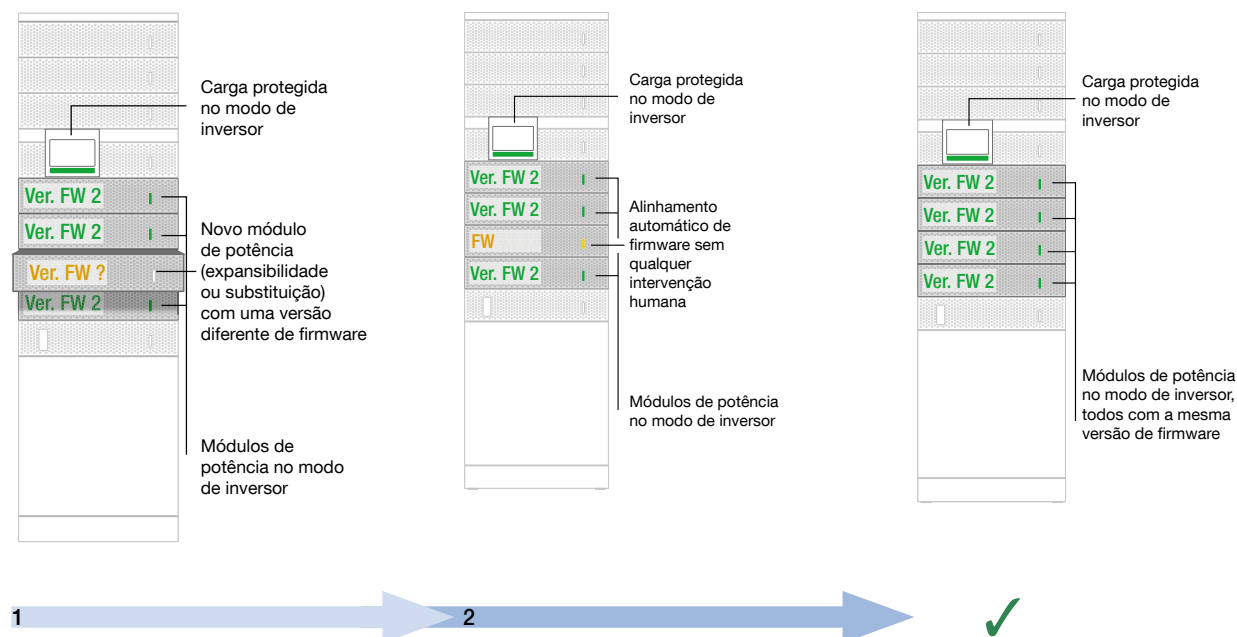 Carga protegida
no modo de
inversor
Ver. FW 2
Ver. FW 2
Ver. FW ?
Ver. FW 2
Novo módulo
de potência
(expansibilidade
ou substituição)
com uma versão
diferente de firmware
Módulos de
potência no modo
de inversor
Carga protegida
no modo de
inversor
Ver. FW 2
Ver. FW 2
FW
Ver. FW 2
Alinhamento
automático de
firmware sem
qualquer
intervenção
humana
Módulos de potência
no modo de inversor
Carga protegida
no modo de
inversor
Ver. FW 2
Ver. FW 2
Ver. FW 2
Ver. FW 2
Módulos de potência
no modo de inversor,
todos com a mesma
versão de firmware
1
2